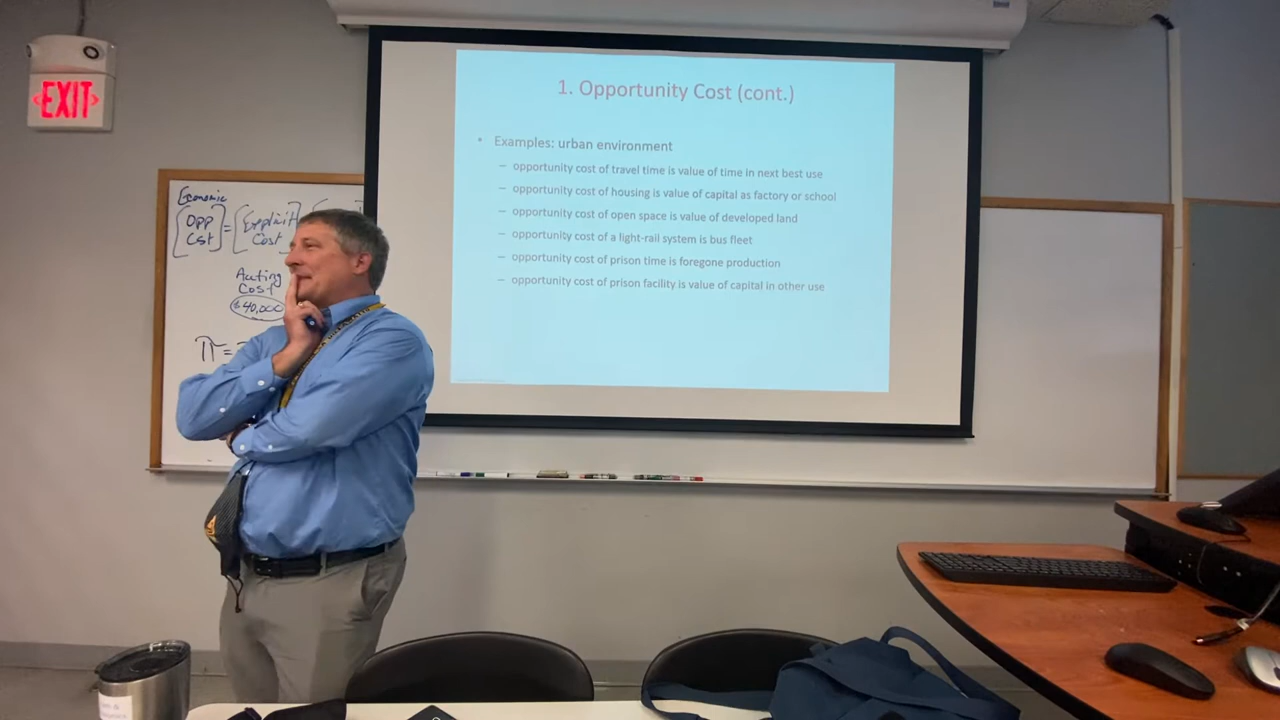 EXIT
1. Opportunity Cost (cont.)
• Examples: urban environment
– opportunity cost of travel time is value of time in next best use
– opportunity cost of housing is value of capital as factory or school
– opportunity cost of open space is value of developed land
– opportunity cost of a light-rail system is bus fleet
– opportunity cost of prison time is foregone production
– opportunity cost of prison facility is value of capital in other use
Economic
[Opp Cst] = [Explicit Cost]
Accting
Cost
$40,000
π =